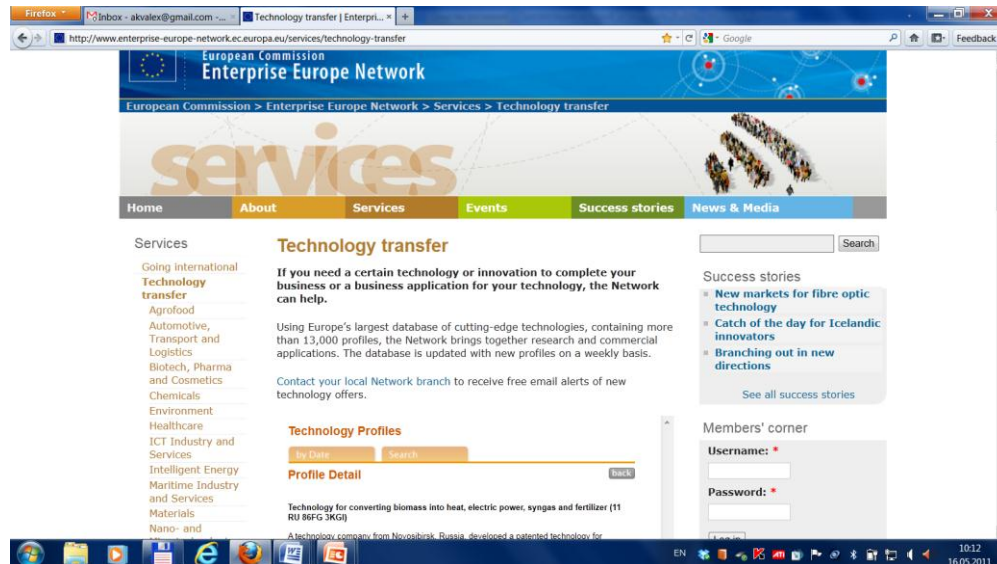 Firefox
Inbox - akvalex@gmail.com -...
Technology transfer | Enterpri...
http://www.enterprise-europe-network.ec.europa.eu/services/technology-transfer
Google
Feedback
European Commission
Enterprise Europe Network
European Commission > Enterprise Europe Network > Services > Technology transfer
services
Home About Services Events Success stories News & Media
Services
Going international
Technology
transfer
Agrofood
Automotive,
Transport and
Logistics
Biotech, Pharma
and Cosmetics
Chemicals
Environment
Healthcare
ICT Industry and
Services
Intelligent Energy
Maritime Industry
and Services
Materials
Nano- and
Technology transfer
If you need a certain technology or innovation to complete your
business or a business application for your technology, the Network
can help.
Using Europe's largest database of cutting-edge technologies, containing more
than 13,000 profiles, the Network brings together research and commercial
applications. The database is updated with new profiles on a weekly basis.
Contact your local Network branch to receive free email alerts of new
technology offers.
Technology Profiles
by Date Search
Profile Detail
back
Technology for converting biomass into heat, electric power, syngas and fertilizer (11
RU 86FG 3KGI)
A technology company from Novosibirsk, Russia, developed a patented technology for
Search
Success stories
New markets for fibre optic
technology
Catch of the day for Icelandic
innovators
Branching out in new
directions
See all success stories
Members' corner
Username: *
Password: *
Log in
EN
10:12
16.05.2011